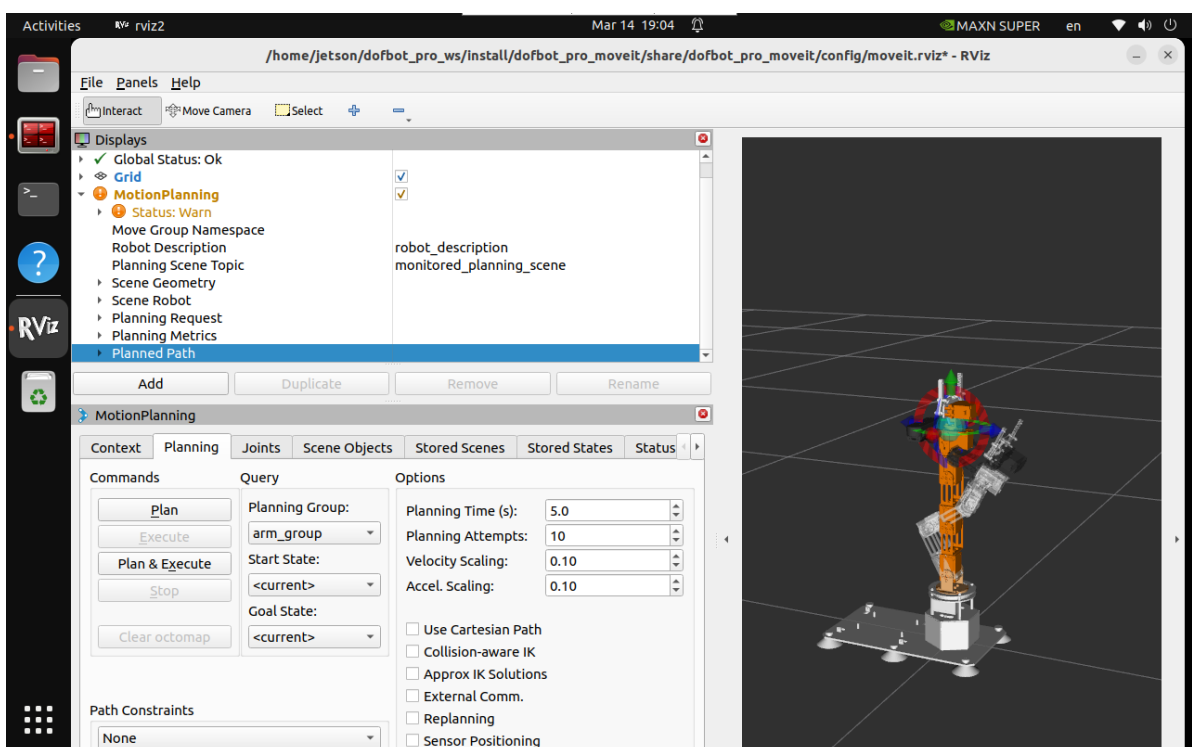 Activities RViz rviz2 Mar 14 19:04 MAXN SUPER en
/home/jetson/dofbot_pro_ws/install/dofbot_pro_moveit/share/dofbot_pro_moveit/config/moveit.rviz* - RViz
File Panels Help
Interact Move Camera Select
Displays
Global Status: Ok
Grid
MotionPlanning
Status: Warn
Move Group Namespace
Robot Description robot_description
Planning Scene Topic monitored_planning_scene
Scene Geometry
Scene Robot
Planning Request
Planning Metrics
Planned Path
RViz
Add Duplicate Remove Rename
MotionPlanning
Context Planning Joints Scene Objects Stored Scenes Stored States Status
Commands Query Options
Plan Planning Group: Planning Time (s): 5.0
Execute arm_group Planning Attempts: 10
Plan & Execute Start State: Velocity Scaling: 0.10
Stop <current> Accel. Scaling: 0.10
Goal State:
Clear octomap <current> Use Cartesian Path
Collision-aware IK
Approx IK Solutions
External Comm.
Path Constraints Replanning
None Sensor Positioning